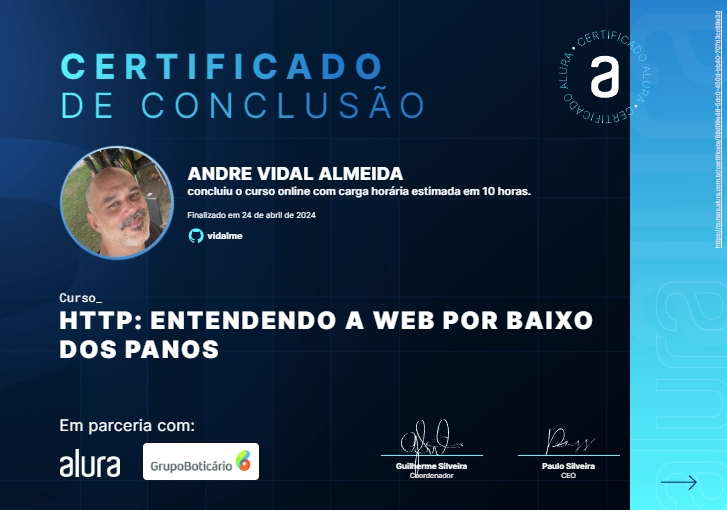 CERTIFICADO
DE CONCLUSÃO
CERTIFICADO ALURA • CERTIFICADO ALURA •
a
ANDRE VIDAL ALMEIDA
concluiu o curso online com carga horária estimada em 10 horas.
Finalizado em 24 de abril de 2024
vidalme
Curso_
HTTP: ENTENDENDO A WEB POR BAIXO
DOS PANOS
Em parceria com:
alura
GrupoBoticário
Guilherme Silveira
Coordenador
Paulo Silveira
CEO
alura